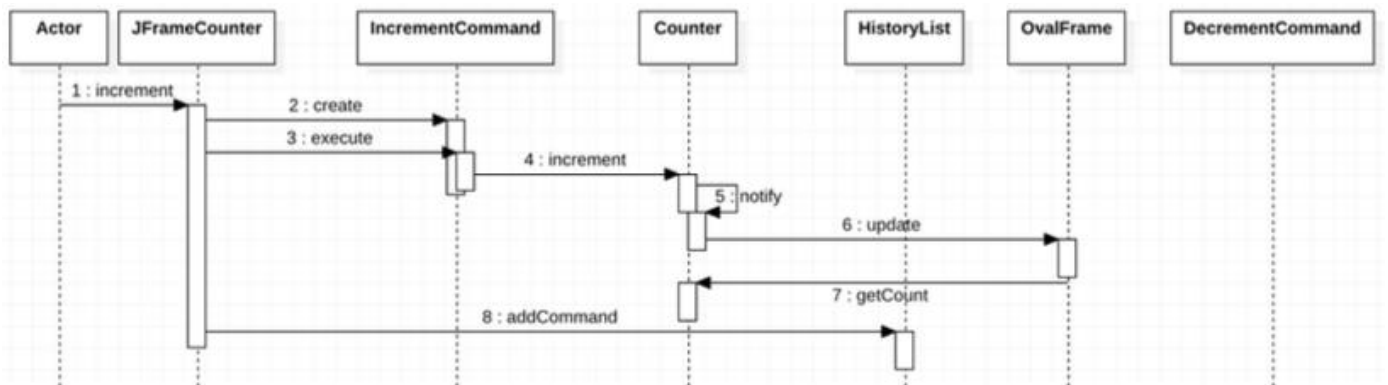 Actor
JFrameCounter
IncrementCommand
Counter
HistoryList
OvalFrame
DecrementCommand
1 : increment
2 : create
3 : execute
4 : increment
5 : notify
6 : update
7 : getCount
8 : addCommand